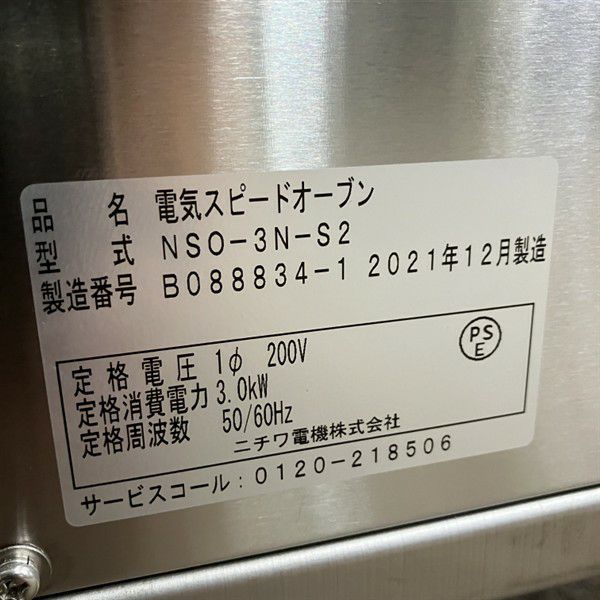 品名 電気スピードオーブン
型式 NSO-3N-S2
製造番号 B088834-1 2021年12月製造
定格電圧 1φ 200V
定格消費電力 3.0kW
定格周波数 50/60Hz
PS
E
ニチワ電機株式会社
サービスコール:0120-218506